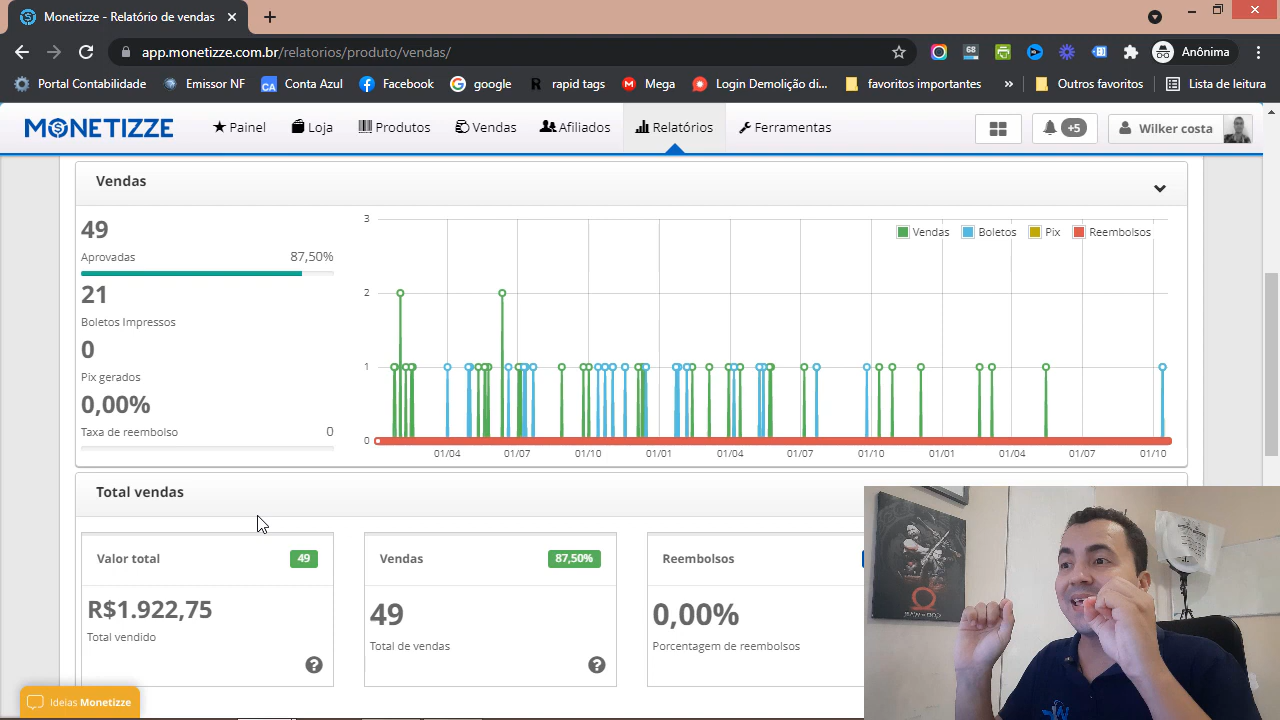 Monetizze - Relatório de vendas
app.monetizze.com.br/relatorios/produto/vendas/
68
Anônima
Portal Contabilidade
Emissor NF
CA
Conta Azul
Facebook
google
R
rapid tags
M
Mega
Login Demolição di...
favoritos importantes
»
Outros favoritos
Lista de leitura
MONETIZZE
Painel
Loja
Produtos
Vendas
Afiliados
Relatórios
Ferramentas
+5
Wilker costa
Vendas
49
Aprovadas 87,50%
21
Boletos Impressos
0
Pix gerados
0,00%
Taxa de reembolso 0
3
2
1
0
Vendas Boletos Pix Reembolsos
01/04 01/07 01/10 01/01 01/04 01/07 01/10 01/01 01/04 01/07 01/10
Total vendas
Valor total 49
R$1.922,75
Total vendido
?
Vendas 87,50%
49
Total de vendas
?
Reembolsos
0,00%
Porcentagem de reembolsos
Ideias Monetizze